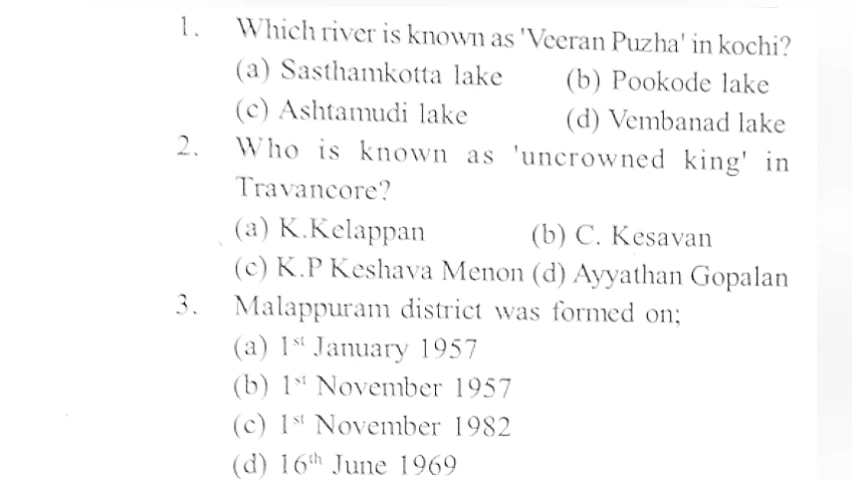 1. Which river is known as 'Veeran Puzha' in kochi?
(a) Sasthamkotta lake (b) Pookode lake
(c) Ashtamudi lake (d) Vembanad lake
2. Who is known as 'uncrowned king' in
Travancore?
(a) K.Kelappan (b) C. Kesavan
(c) K.P Keshava Menon (d) Ayyathan Gopalan
3. Malappuram district was formed on;
(a) 1st January 1957
(b) 1st November 1957
(c) 1st November 1982
(d) 16th June 1969